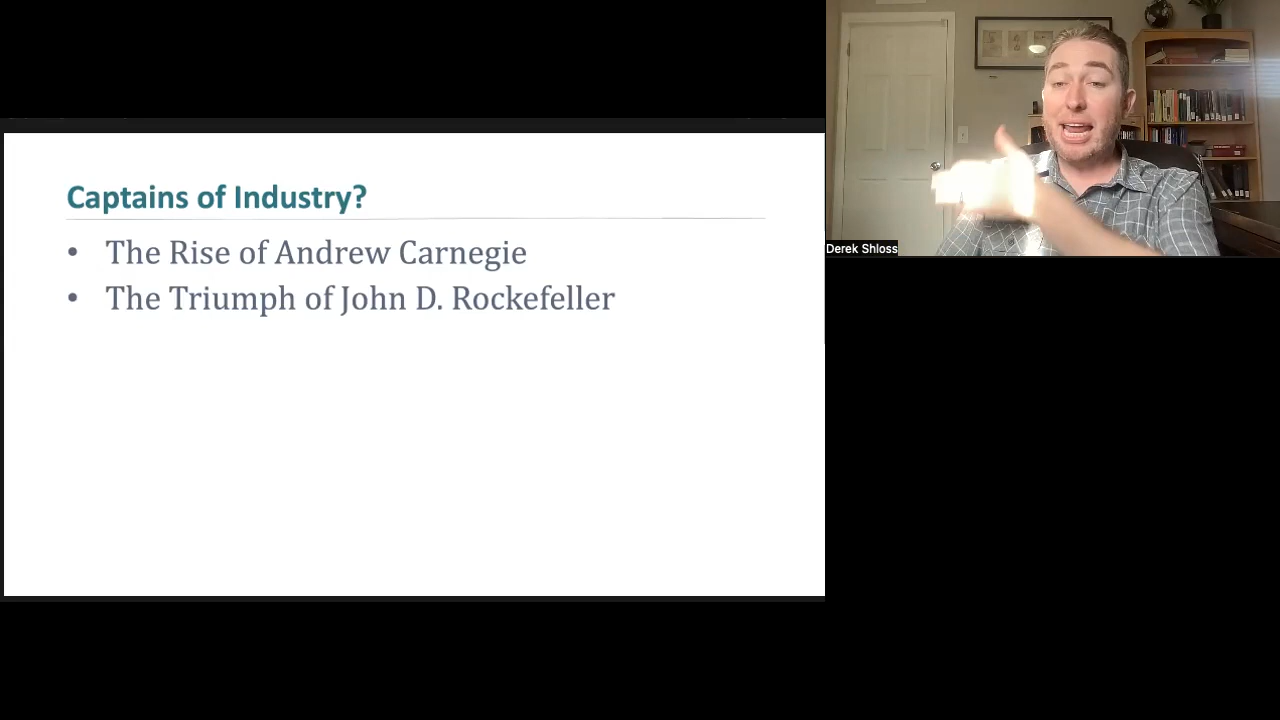 Captains of Industry?
• The Rise of Andrew Carnegie
• The Triumph of John D. Rockefeller
Derek Shloss